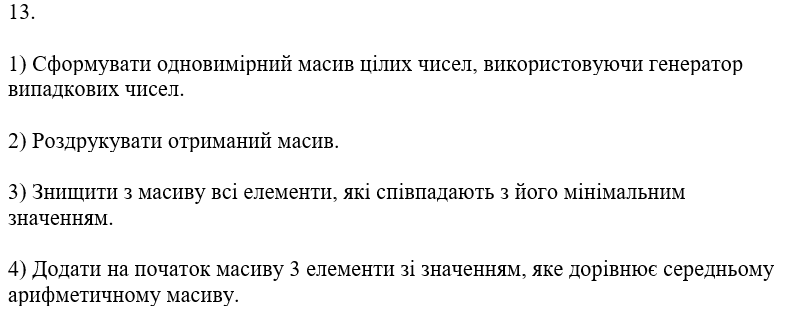 13.
1) Сформувати одновимірний масив цілих чисел, використовуючи генератор
випадкових чисел.
2) Роздрукувати отриманий масив.
3) Знищити з масиву всі елементи, які співпадають з його мінімальним
значенням.
4) Додати на початок масиву 3 елементи зі значенням, яке дорівнює середньому
арифметичному масиву.